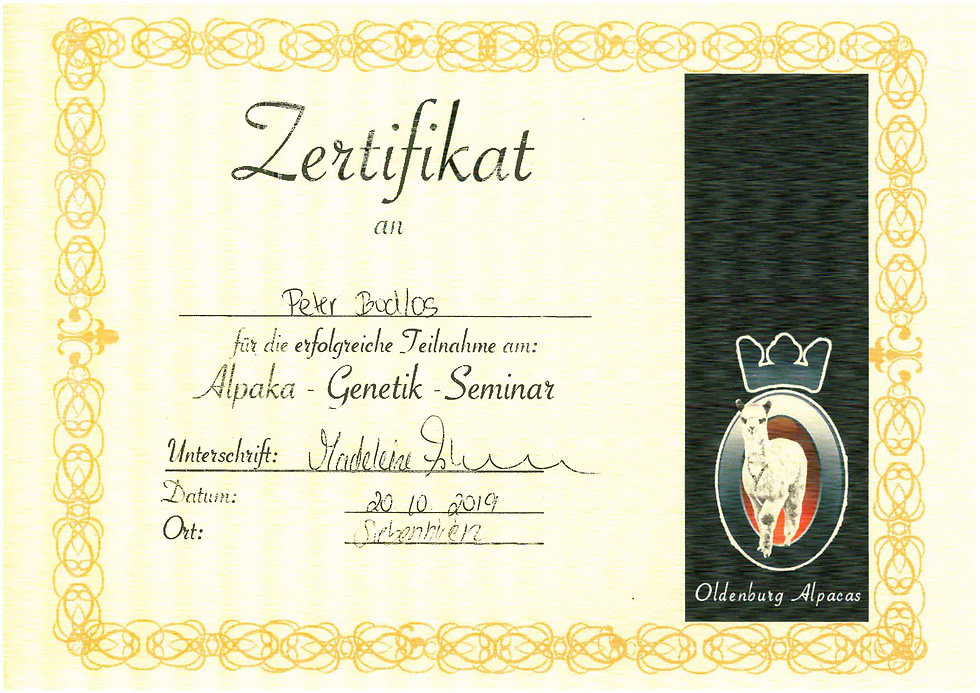 Zertifikat
an
Peter Bodlos
für die erfolgreiche Teilnahme am:
Alpaka - Genetik - Seminar
Unterschrift: Madeleine
Datum: 20. 10. 2019
Ort:
Oldenburg Alpacas